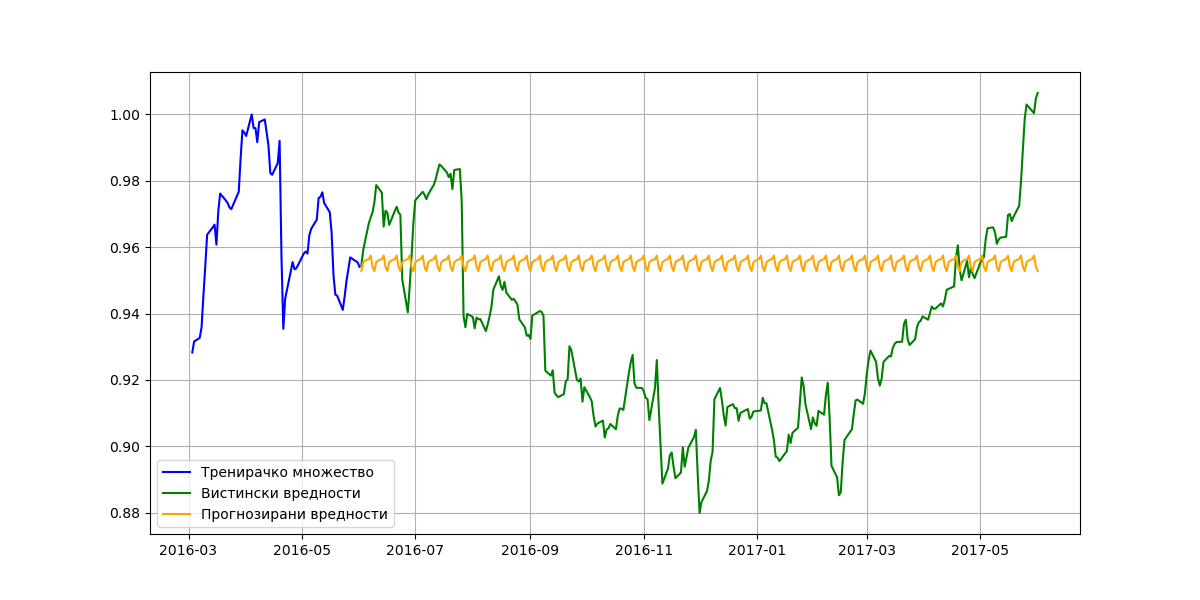 1.00
0.98
0.96
0.94
0.92
0.90
0.88
Тренирачко множество
Вистински вредности
Прогнозирани вредности
2016-03 2016-05 2016-07 2016-09 2016-11 2017-01 2017-03 2017-05